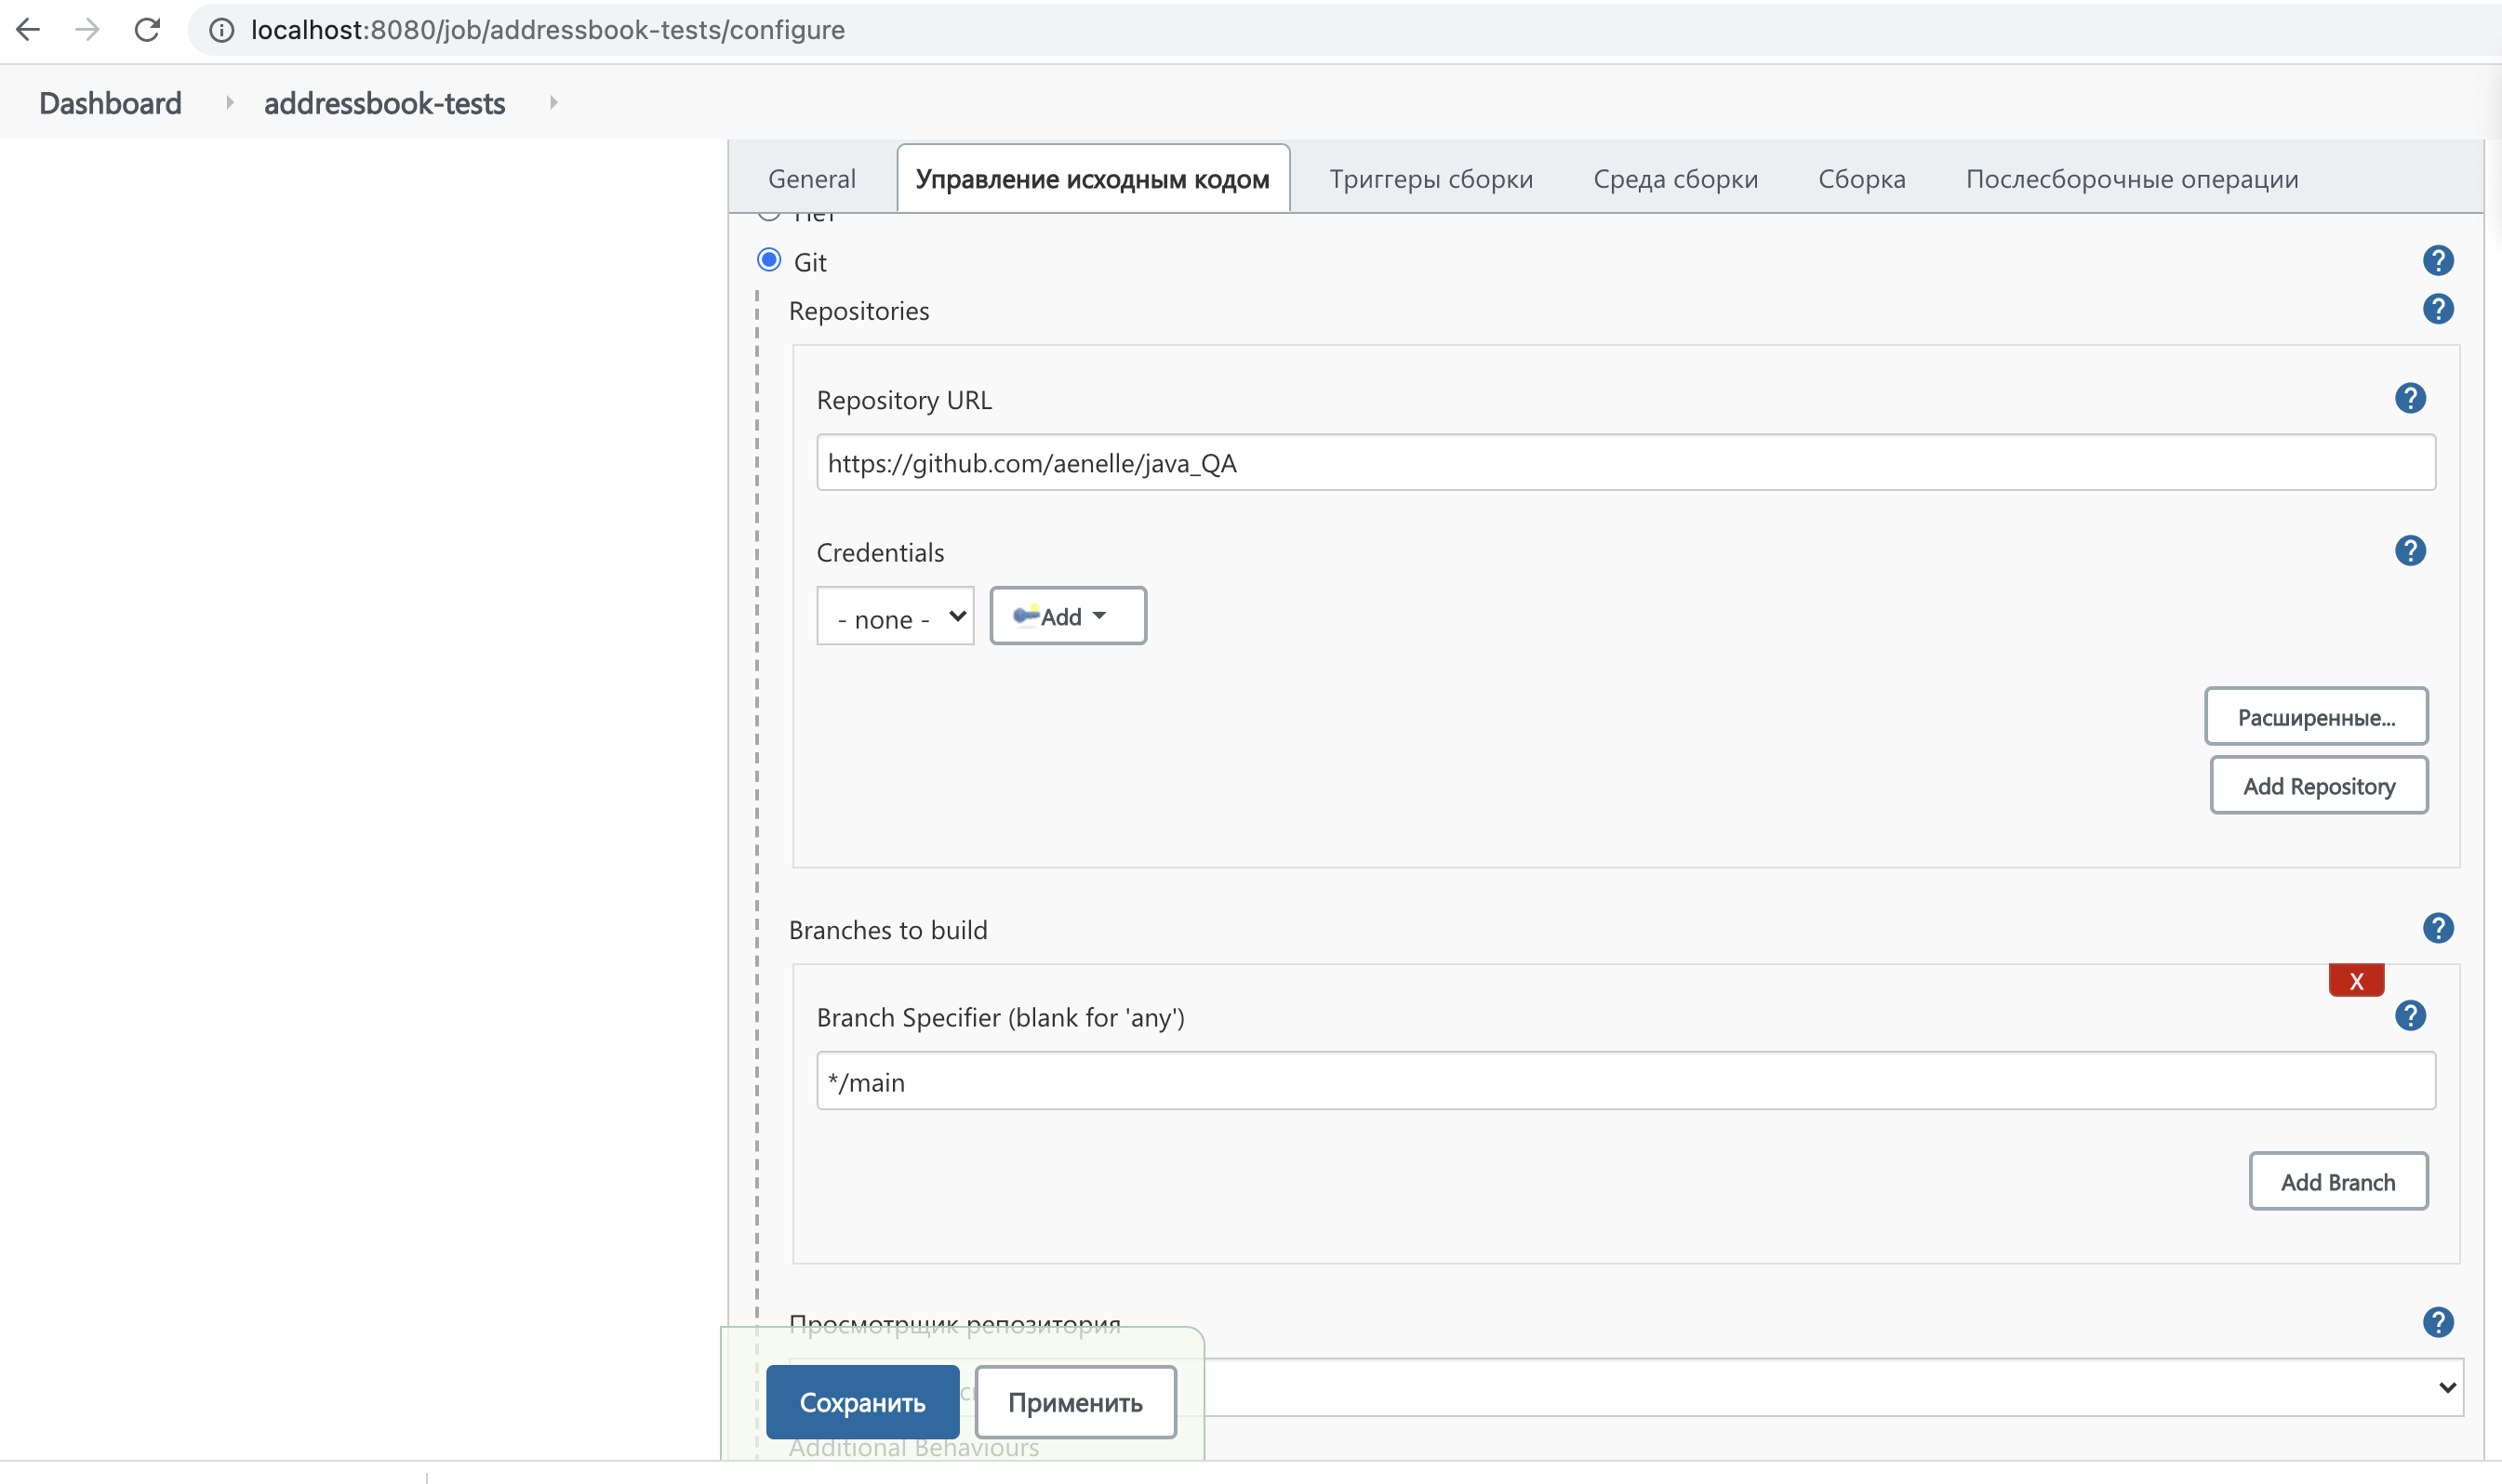 localhost:8080/job/addressbook-tests/configure
Dashboard addressbook-tests
General Управление исходным кодом Триггеры сборки Среда сборки Сборка Послесборочные операции
Нет
Git
Repositories
Repository URL
https://github.com/aenelle/java_QA
Credentials
- none - Add
Расширенные...
Add Repository
Branches to build
X
Branch Specifier (blank for 'any')
*/main
Add Branch
Просмотрщик репозитория
Сохранить Применить
Additional Behaviours